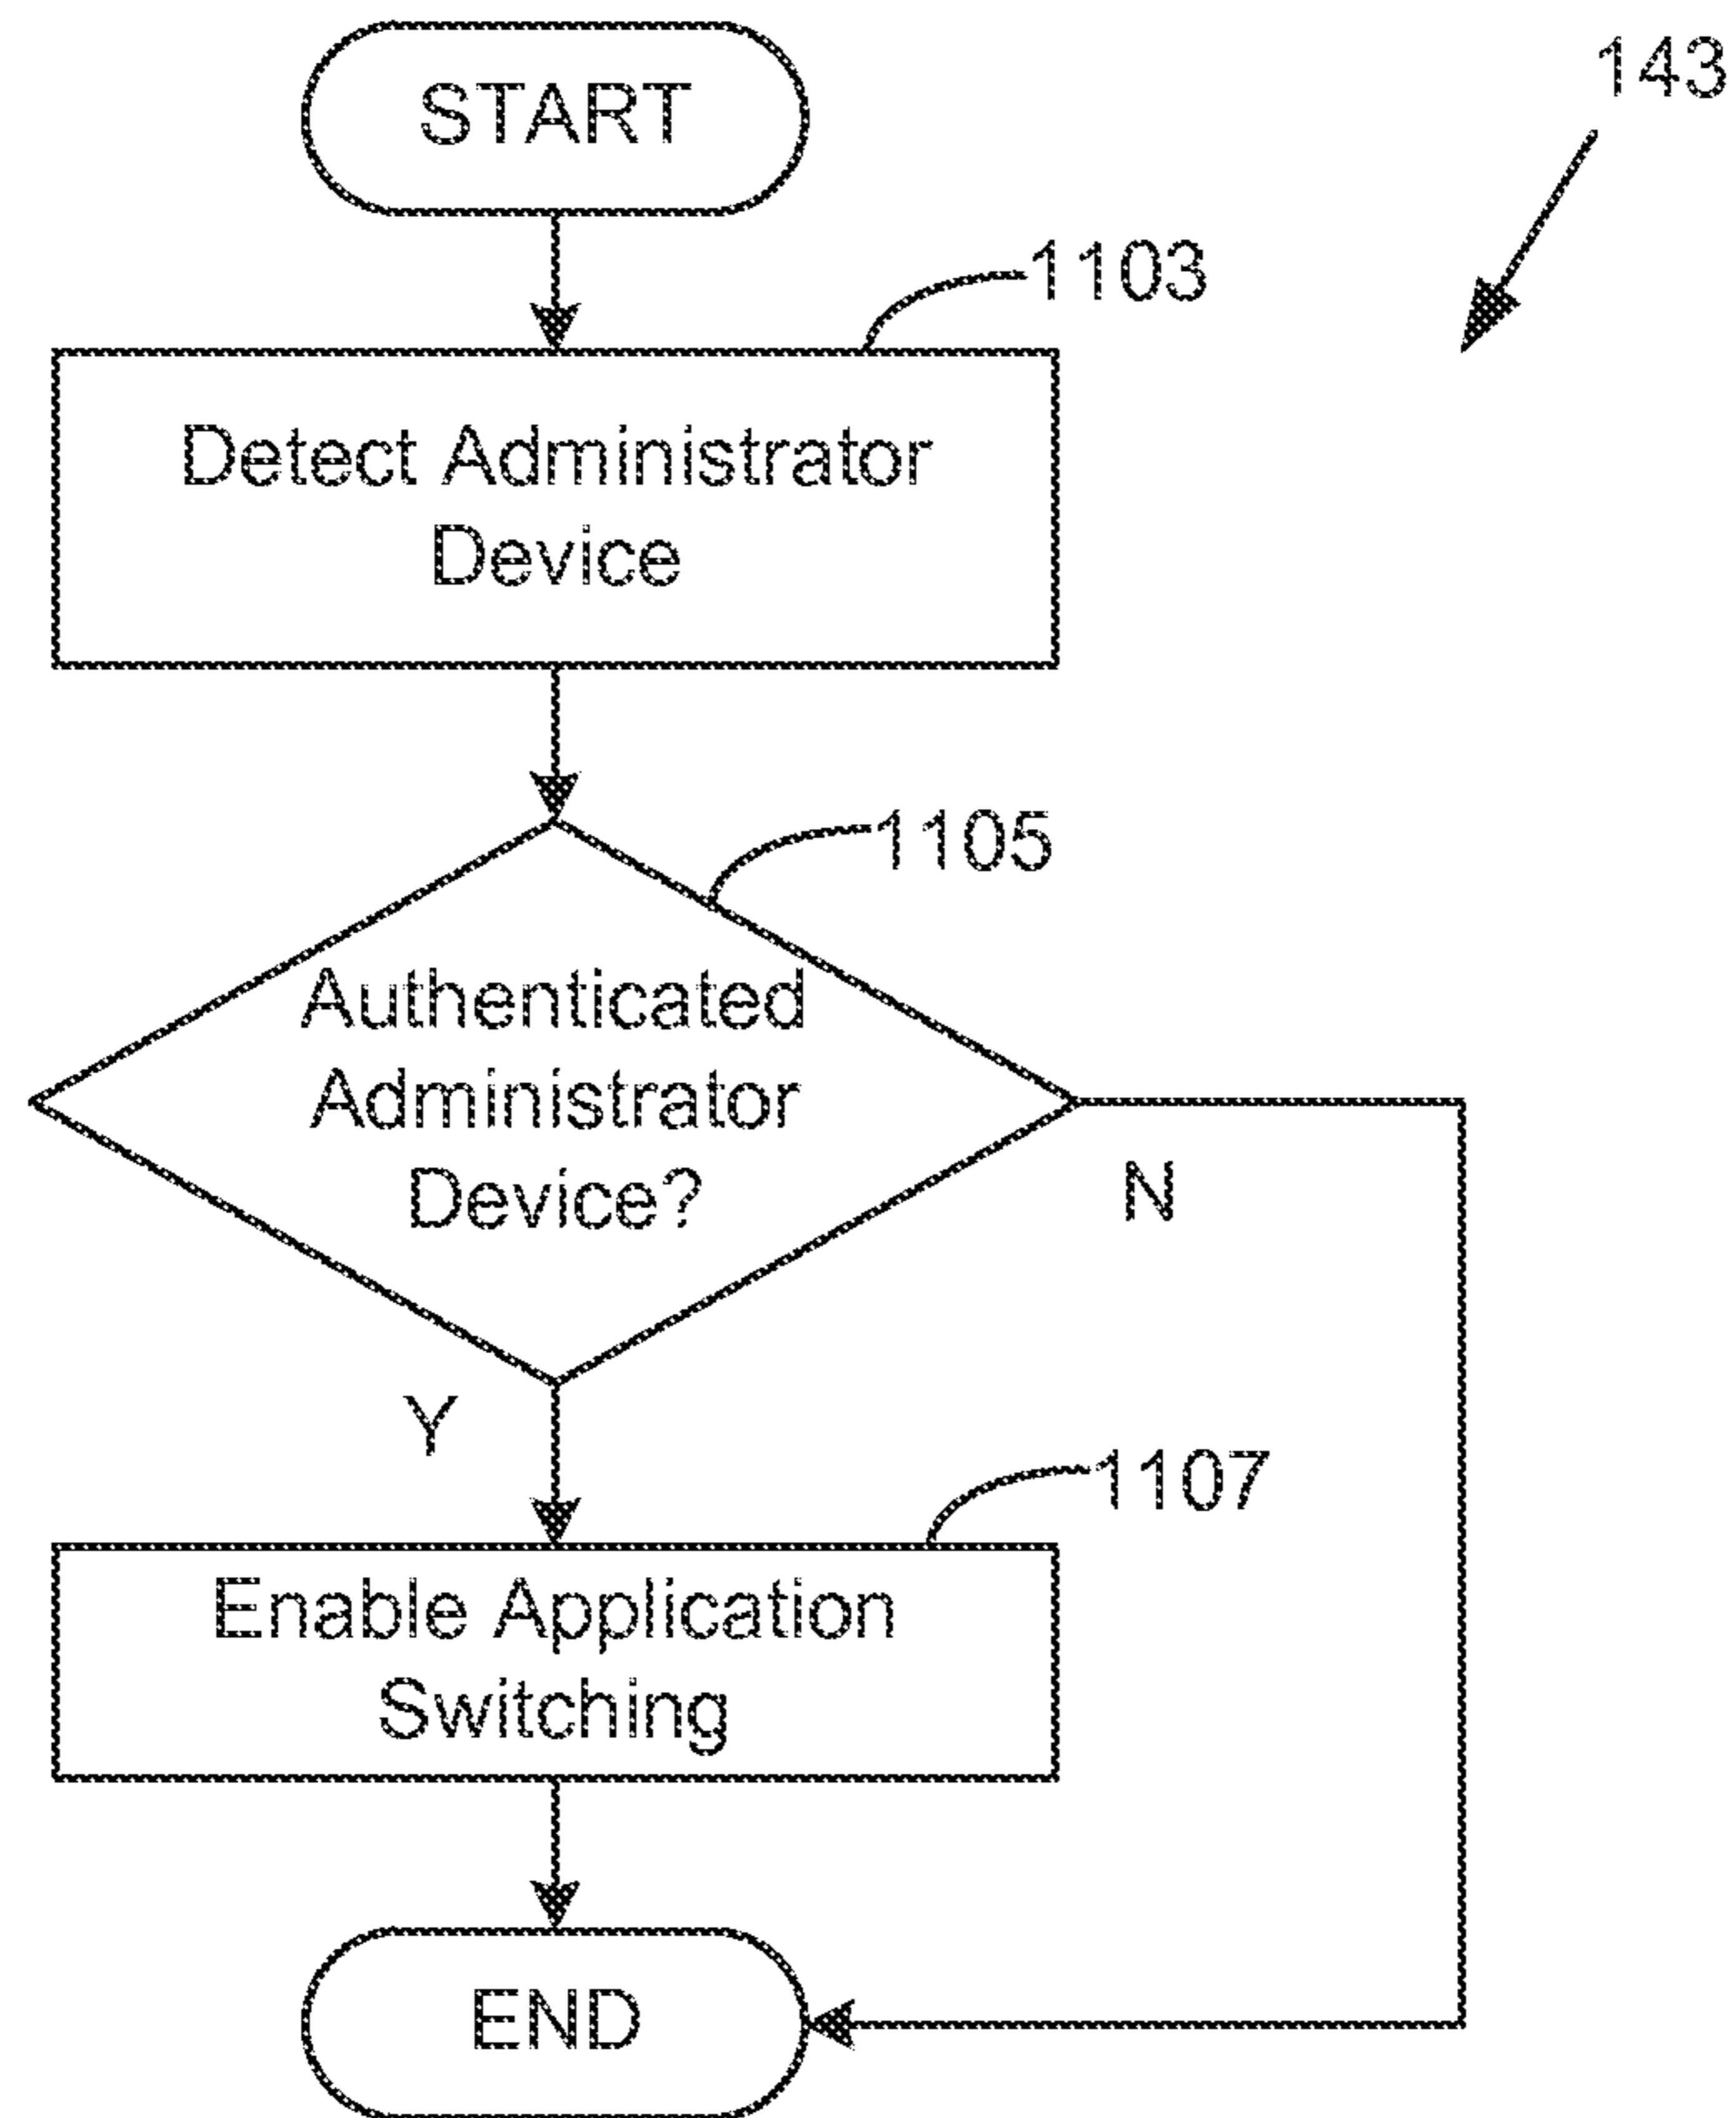 START
143
1103
Detect Administrator
Device
1105
Authenticated
Administrator
Device?
N
Y
1107
Enable Application
Switching
END